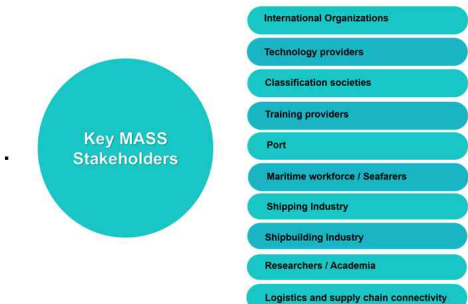 Key MASS
Stakeholders
International Organizations
Technology providers
Classification societies
Training providers
Port
Maritime workforce / Seafarers
Shipping Industry
Shipbuilding Industry
Researchers / Academia
Logistics and supply chain connectivity